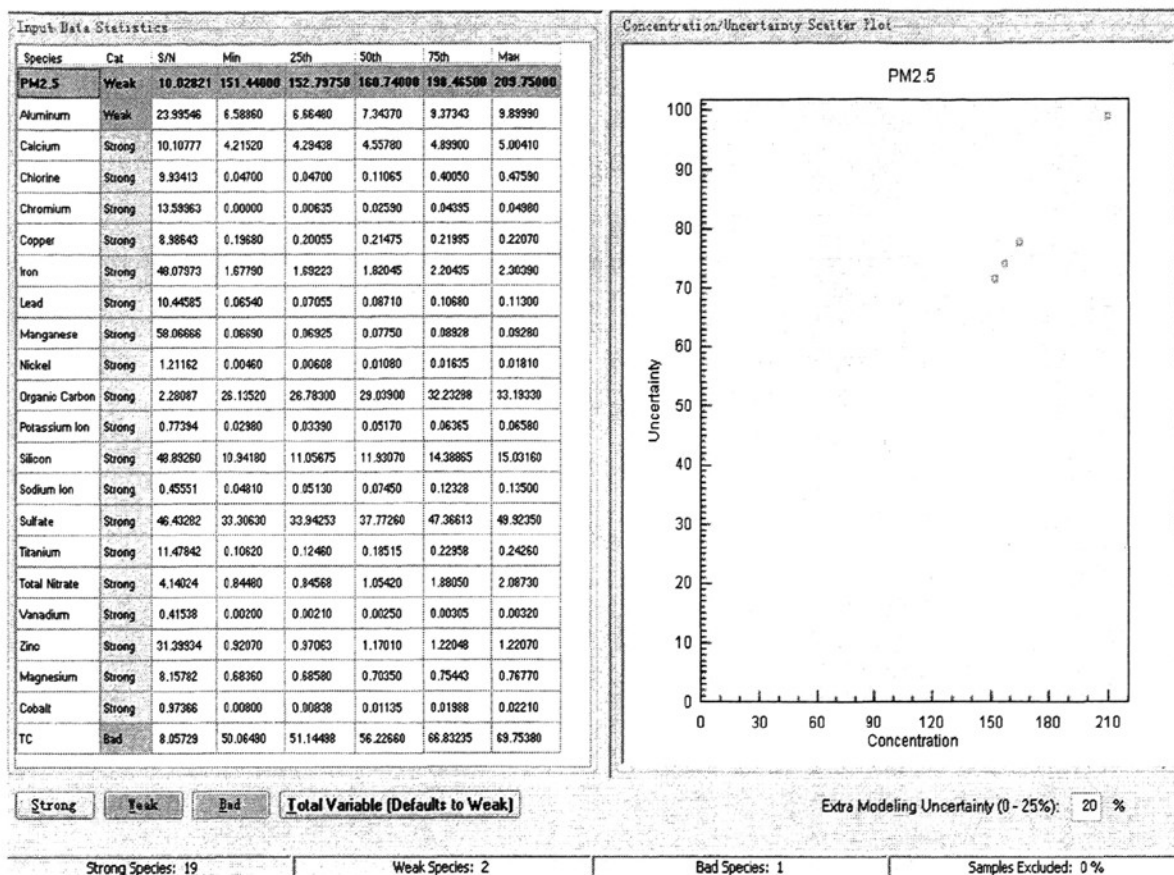 Input Data Statistics
Species Cat S/N Min 25th 50th 75th Max
PM2.5 Weak 10.02821 151.44000 152.79750 160.74000 198.46500 209.75000
Aluminum Weak 23.99546 6.58860 6.66480 7.34370 9.37343 9.89990
Calcium Strong 10.10777 4.21520 4.29438 4.55780 4.89900 5.00410
Chlorine Strong 9.93413 0.04700 0.04700 0.11065 0.40050 0.47590
Chromium Strong 13.59963 0.00000 0.00635 0.02590 0.04395 0.04980
Copper Strong 8.98643 0.19680 0.20055 0.21475 0.21995 0.22070
Iron Strong 48.07973 1.67790 1.69223 1.82045 2.20435 2.30390
Lead Strong 10.44585 0.06540 0.07055 0.08710 0.10680 0.11300
Manganese Strong 58.06666 0.06690 0.06925 0.07750 0.08928 0.09280
Nickel Strong 1.21162 0.00460 0.00608 0.01080 0.01635 0.01810
Organic Carbon Strong 2.28087 26.13520 26.78300 29.03900 32.23298 33.19330
Potassium Ion Strong 0.77394 0.02980 0.03390 0.05170 0.06365 0.06580
Silicon Strong 48.89260 10.94180 11.05675 11.93070 14.38865 15.03160
Sodium Ion Strong 0.45551 0.04810 0.05130 0.07450 0.12328 0.13500
Sulfate Strong 46.43282 33.30630 33.94253 37.77260 47.36613 49.92350
Titanium Strong 11.47842 0.10620 0.12460 0.18515 0.22958 0.24260
Total Nitrate Strong 4.14024 0.84480 0.84568 1.05420 1.88050 2.08730
Vanadium Strong 0.41538 0.00200 0.00210 0.00250 0.00305 0.00320
Zinc Strong 31.39934 0.92070 0.97063 1.17010 1.22048 1.22070
Magnesium Strong 8.15782 0.68360 0.68580 0.70350 0.75443 0.76770
Cobalt Strong 0.97366 0.00800 0.00838 0.01135 0.01988 0.02210
TC Bad 8.05729 50.06490 51.14498 56.22660 66.83235 69.75380
Concentration/Uncertainty Scatter Plot
PM2.5
100
90
80
70
60
50
40
30
20
10
0
Uncertainty
0 30 60 90 120 150 180 210
Concentration
Strong Weak Bad Total Variable (Defaults to Weak)
Extra Modeling Uncertainty (0 - 25%): 20 %
Strong Species: 19 Weak Species: 2 Bad Species: 1 Samples Excluded: 0 %